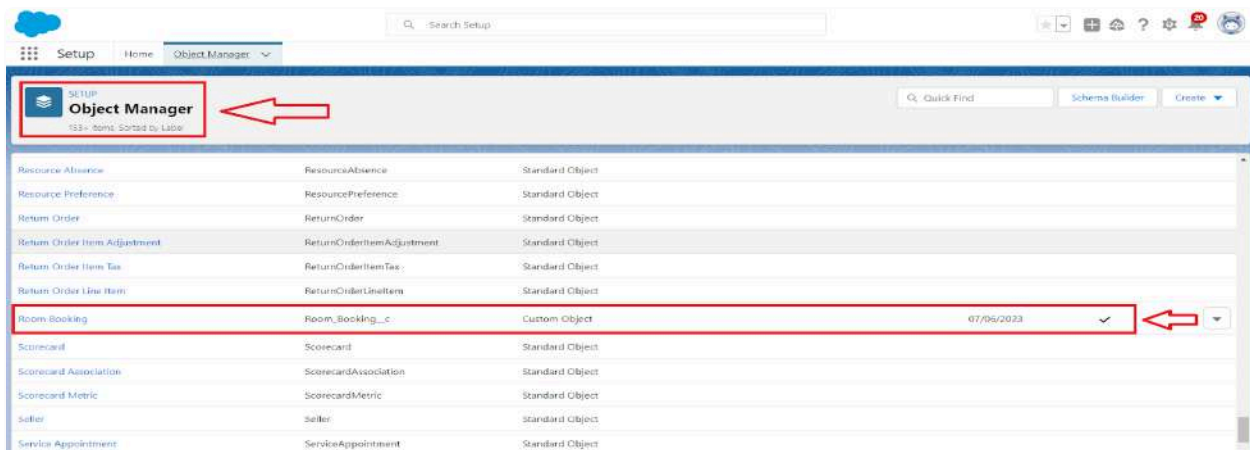 Search Setup
20
Setup Home Object Manager
SETUP
Object Manager
153+ Items, Sorted by Label
Quick Find
Schema Builder
Create
Resource Absence ResourceAbsence Standard Object
Resource Preference ResourcePreference Standard Object
Return Order ReturnOrder Standard Object
Return Order Item Adjustment ReturnOrderItemAdjustment Standard Object
Return Order Item Tax ReturnOrderItemTax Standard Object
Return Order Line Item ReturnOrderLineItem Standard Object
Room Booking Room_Booking__c Custom Object 07/06/2023
Scorecard Scorecard Standard Object
Scorecard Association ScorecardAssociation Standard Object
Scorecard Metric ScorecardMetric Standard Object
Seller Seller Standard Object
Service Appointment ServiceAppointment Standard Object